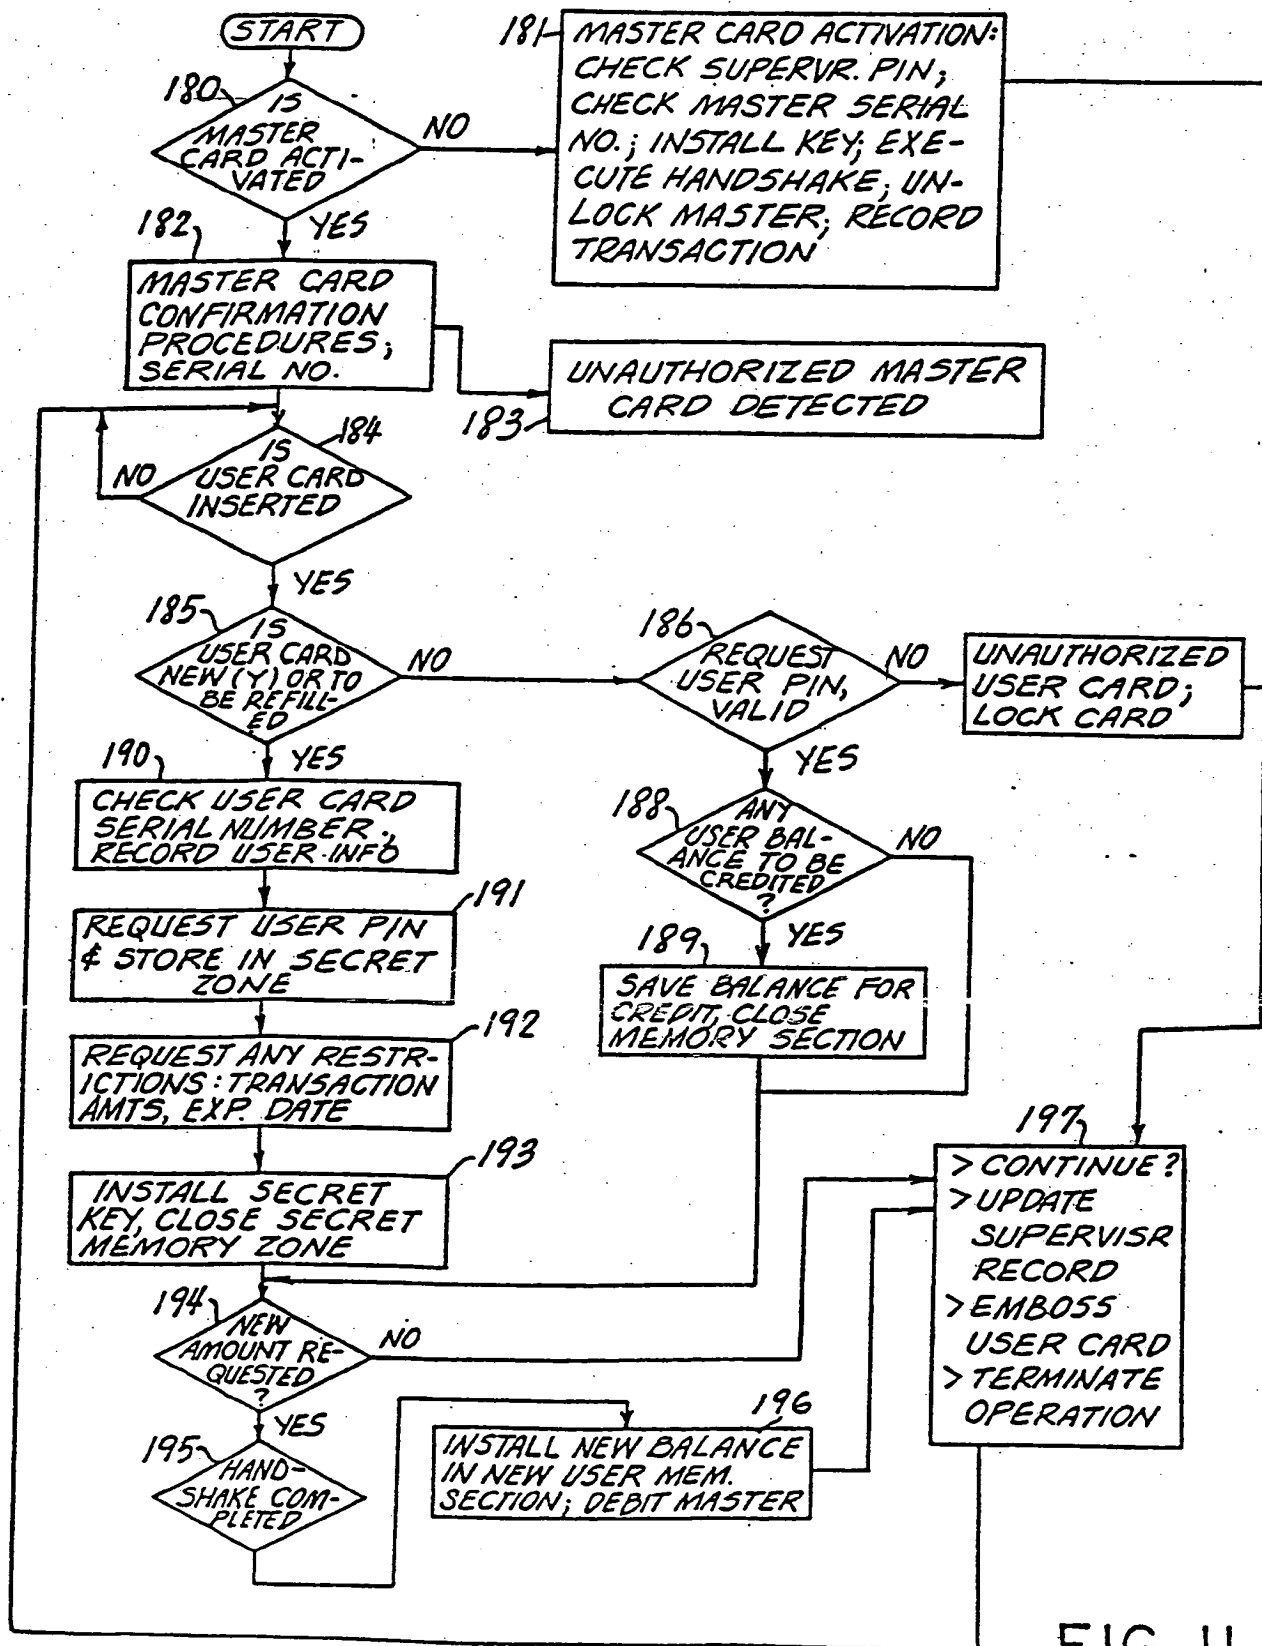 START
180
IS
MASTER
CARD ACTI-
VATED
NO
YES
181
MASTER CARD ACTIVATION:
CHECK SUPERVR. PIN;
CHECK MASTER SERIAL
NO.; INSTALL KEY; EXE-
CUTE HANDSHAKE; UN-
LOCK MASTER; RECORD
TRANSACTION
182
MASTER CARD
CONFIRMATION
PROCEDURES;
SERIAL NO.
UNAUTHORIZED MASTER
CARD DETECTED
183
184
IS
USER CARD
INSERTED
NO
YES
185
IS
USER CARD
NEW (Y) OR TO
BE REFILL-
ED
NO
YES
186
REQUEST
USER PIN,
VALID
NO
YES
UNAUTHORIZED
USER CARD;
LOCK CARD
188
ANY
USER BAL-
ANCE TO BE
CREDITED
?
NO
YES
189
SAVE BALANCE FOR
CREDIT, CLOSE
MEMORY SECTION
190
CHECK USER CARD
SERIAL NUMBER.,
RECORD USER INFO
191
REQUEST USER PIN
& STORE IN SECRET
ZONE
192
REQUEST ANY RESTR-
ICTIONS: TRANSACTION
AMTS, EXP. DATE
193
INSTALL SECRET
KEY, CLOSE SECRET
MEMORY ZONE
194
NEW
AMOUNT RE-
QUESTED
?
NO
YES
195
HAND-
SHAKE COM-
PLETED
196
INSTALL NEW BALANCE
IN NEW USER MEM.
SECTION; DEBIT MASTER
197
> CONTINUE?
> UPDATE
SUPERVISR
RECORD
> EMBOSS
USER CARD
> TERMINATE
OPERATION
FIG. 11